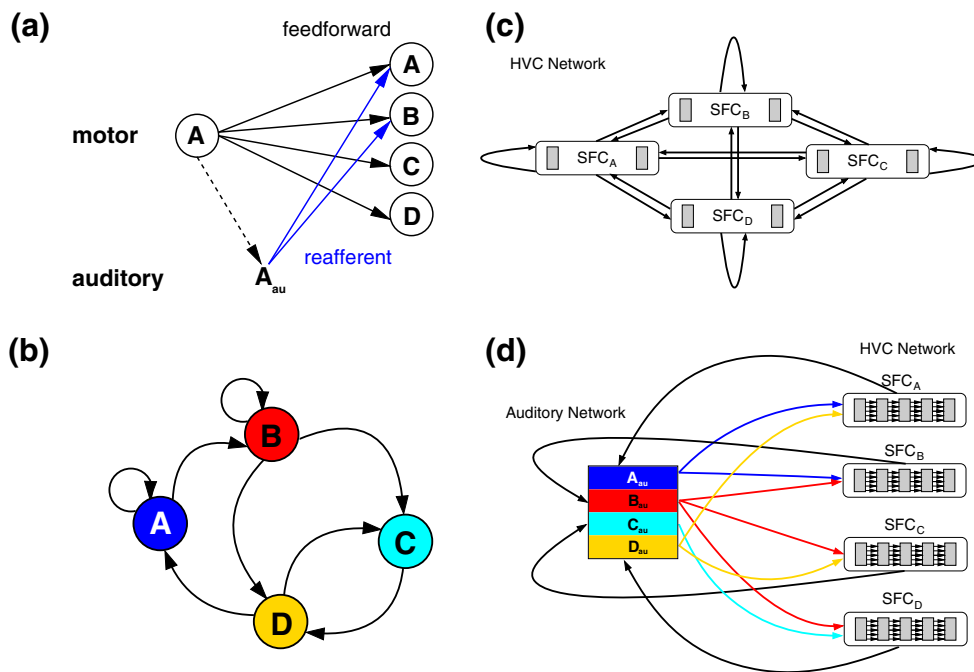 (a)
feedforward
A
B
motor
A
C
D
reafferent
auditory
A_au
(b)
B
A
C
D
(c)
HVC Network
SFC_B
SFC_A
SFC_C
SFC_D
(d)
HVC Network
SFC_A
Auditory Network
SFC_B
A_au
B_au
C_au
SFC_C
D_au
SFC_D